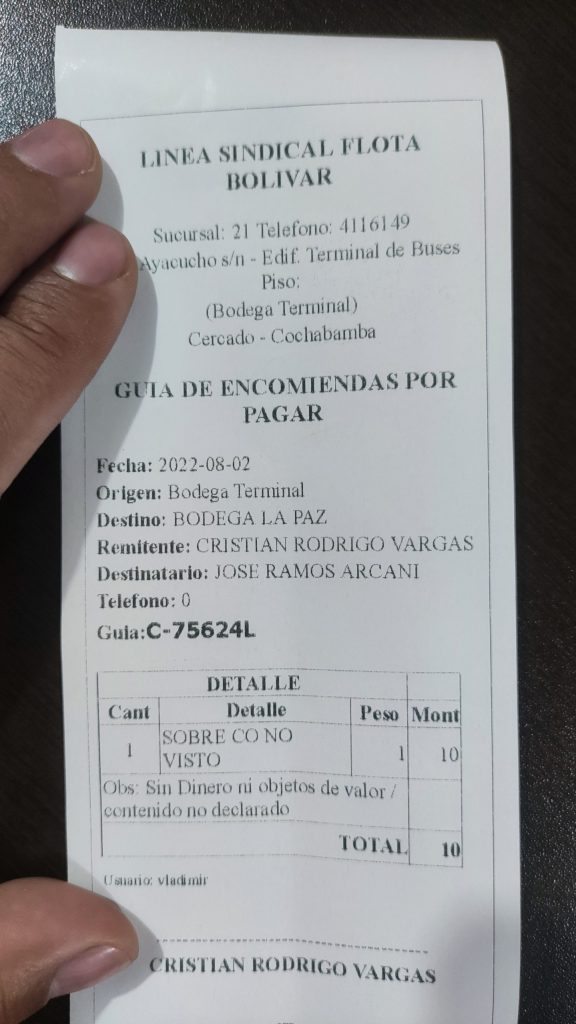 LINEA SINDICAL FLOTA
BOLIVAR
Sucursal: 21 Telefono: 4116149
Ayacucho s/n - Edif. Terminal de Buses
Piso:
(Bodega Terminal)
Cercado - Cochabamba
GUIA DE ENCOMIENDAS POR
PAGAR
Fecha: 2022-08-02
Origen: Bodega Terminal
Destino: BODEGA LA PAZ
Remitente: CRISTIAN RODRIGO VARGAS
Destinatario: JOSE RAMOS ARCANI
Telefono: 0
Guia:C-75624L
DETALLE
Cant Detalle Peso Mont
1 SOBRE CO NO VISTO 1 10
Obs: Sin Dinero ni objetos de valor /
contenido no declarado
TOTAL 10
Usuario: vladimir
CRISTIAN RODRIGO VARGAS